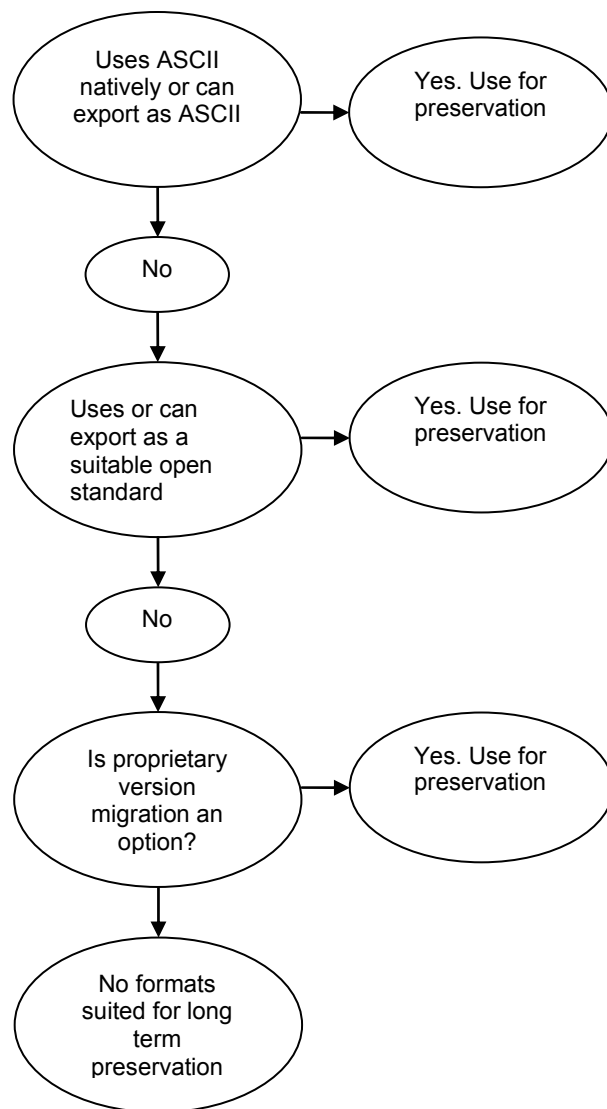 Uses ASCII
natively or can
export as ASCII
Yes. Use for
preservation
No
Uses or can
export as a
suitable open
standard
Yes. Use for
preservation
No
Is proprietary
version
migration an
option?
Yes. Use for
preservation
No formats
suited for long
term
preservation